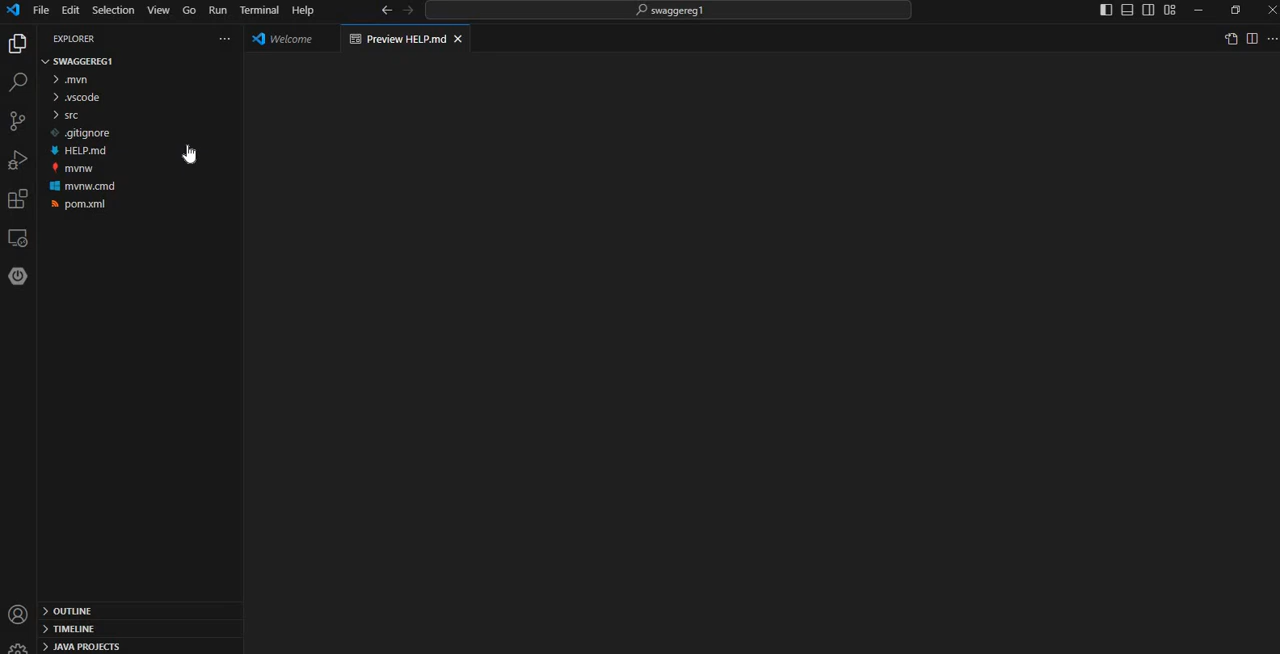 File Edit Selection View Go Run Terminal Help
swaggereg1
EXPLORER
Welcome
Preview HELP.md
SWAGGEREG1
.mvn
.vscode
src
.gitignore
HELP.md
mvnw
mvnw.cmd
pom.xml
OUTLINE
TIMELINE
JAVA PROJECTS